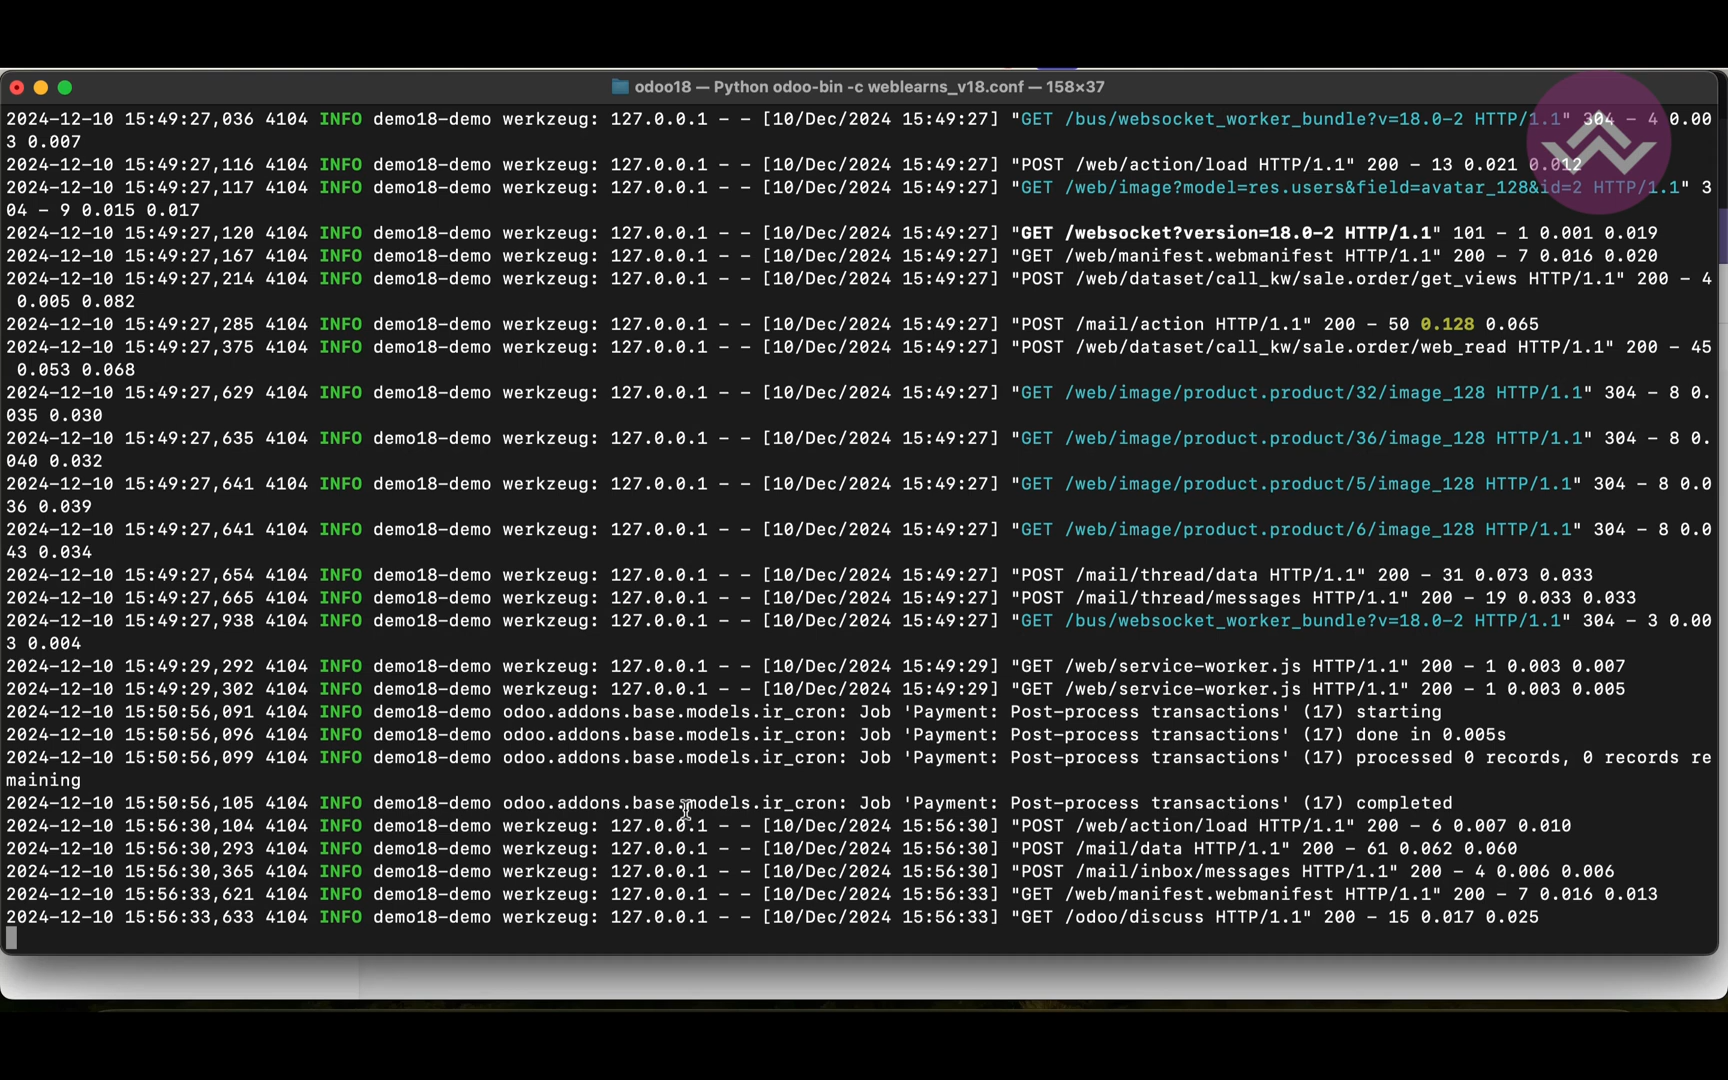 odoo18 — Python odoo-bin -c weblearns_v18.conf — 158×37
2024-12-10 15:49:27,036 4104 INFO demo18-demo werkzeug: 127.0.0.1 - - [10/Dec/2024 15:49:27] "GET /bus/websocket_worker_bundle?v=18.0-2 HTTP/1.1" 304 - 4 0.00
3 0.007
2024-12-10 15:49:27,116 4104 INFO demo18-demo werkzeug: 127.0.0.1 - - [10/Dec/2024 15:49:27] "POST /web/action/load HTTP/1.1" 200 - 13 0.021 0.012
2024-12-10 15:49:27,117 4104 INFO demo18-demo werkzeug: 127.0.0.1 - - [10/Dec/2024 15:49:27] "GET /web/image?model=res.users&field=avatar_128&id=2 HTTP/1.1" 3
04 - 9 0.015 0.017
2024-12-10 15:49:27,120 4104 INFO demo18-demo werkzeug: 127.0.0.1 - - [10/Dec/2024 15:49:27] "GET /websocket?version=18.0-2 HTTP/1.1" 101 - 1 0.001 0.019
2024-12-10 15:49:27,167 4104 INFO demo18-demo werkzeug: 127.0.0.1 - - [10/Dec/2024 15:49:27] "GET /web/manifest.webmanifest HTTP/1.1" 200 - 7 0.016 0.020
2024-12-10 15:49:27,214 4104 INFO demo18-demo werkzeug: 127.0.0.1 - - [10/Dec/2024 15:49:27] "POST /web/dataset/call_kw/sale.order/get_views HTTP/1.1" 200 - 4
0.005 0.082
2024-12-10 15:49:27,285 4104 INFO demo18-demo werkzeug: 127.0.0.1 - - [10/Dec/2024 15:49:27] "POST /mail/action HTTP/1.1" 200 - 50 0.128 0.065
2024-12-10 15:49:27,375 4104 INFO demo18-demo werkzeug: 127.0.0.1 - - [10/Dec/2024 15:49:27] "POST /web/dataset/call_kw/sale.order/web_read HTTP/1.1" 200 - 45
0.053 0.068
2024-12-10 15:49:27,629 4104 INFO demo18-demo werkzeug: 127.0.0.1 - - [10/Dec/2024 15:49:27] "GET /web/image/product.product/32/image_128 HTTP/1.1" 304 - 8 0.
035 0.030
2024-12-10 15:49:27,635 4104 INFO demo18-demo werkzeug: 127.0.0.1 - - [10/Dec/2024 15:49:27] "GET /web/image/product.product/36/image_128 HTTP/1.1" 304 - 8 0.
040 0.032
2024-12-10 15:49:27,641 4104 INFO demo18-demo werkzeug: 127.0.0.1 - - [10/Dec/2024 15:49:27] "GET /web/image/product.product/5/image_128 HTTP/1.1" 304 - 8 0.0
36 0.039
2024-12-10 15:49:27,641 4104 INFO demo18-demo werkzeug: 127.0.0.1 - - [10/Dec/2024 15:49:27] "GET /web/image/product.product/6/image_128 HTTP/1.1" 304 - 8 0.0
43 0.034
2024-12-10 15:49:27,654 4104 INFO demo18-demo werkzeug: 127.0.0.1 - - [10/Dec/2024 15:49:27] "POST /mail/thread/data HTTP/1.1" 200 - 31 0.073 0.033
2024-12-10 15:49:27,665 4104 INFO demo18-demo werkzeug: 127.0.0.1 - - [10/Dec/2024 15:49:27] "POST /mail/thread/messages HTTP/1.1" 200 - 19 0.033 0.033
2024-12-10 15:49:27,938 4104 INFO demo18-demo werkzeug: 127.0.0.1 - - [10/Dec/2024 15:49:27] "GET /bus/websocket_worker_bundle?v=18.0-2 HTTP/1.1" 304 - 3 0.00
3 0.004
2024-12-10 15:49:29,292 4104 INFO demo18-demo werkzeug: 127.0.0.1 - - [10/Dec/2024 15:49:29] "GET /web/service-worker.js HTTP/1.1" 200 - 1 0.003 0.007
2024-12-10 15:49:29,302 4104 INFO demo18-demo werkzeug: 127.0.0.1 - - [10/Dec/2024 15:49:29] "GET /web/service-worker.js HTTP/1.1" 200 - 1 0.003 0.005
2024-12-10 15:50:56,091 4104 INFO demo18-demo odoo.addons.base.models.ir_cron: Job 'Payment: Post-process transactions' (17) starting
2024-12-10 15:50:56,096 4104 INFO demo18-demo odoo.addons.base.models.ir_cron: Job 'Payment: Post-process transactions' (17) done in 0.005s
2024-12-10 15:50:56,099 4104 INFO demo18-demo odoo.addons.base.models.ir_cron: Job 'Payment: Post-process transactions' (17) processed 0 records, 0 records re
maining
2024-12-10 15:50:56,105 4104 INFO demo18-demo odoo.addons.base.models.ir_cron: Job 'Payment: Post-process transactions' (17) completed
2024-12-10 15:56:30,104 4104 INFO demo18-demo werkzeug: 127.0.0.1 - - [10/Dec/2024 15:56:30] "POST /web/action/load HTTP/1.1" 200 - 6 0.007 0.010
2024-12-10 15:56:30,293 4104 INFO demo18-demo werkzeug: 127.0.0.1 - - [10/Dec/2024 15:56:30] "POST /mail/data HTTP/1.1" 200 - 61 0.062 0.060
2024-12-10 15:56:30,365 4104 INFO demo18-demo werkzeug: 127.0.0.1 - - [10/Dec/2024 15:56:30] "POST /mail/inbox/messages HTTP/1.1" 200 - 4 0.006 0.006
2024-12-10 15:56:33,621 4104 INFO demo18-demo werkzeug: 127.0.0.1 - - [10/Dec/2024 15:56:33] "GET /web/manifest.webmanifest HTTP/1.1" 200 - 7 0.016 0.013
2024-12-10 15:56:33,633 4104 INFO demo18-demo werkzeug: 127.0.0.1 - - [10/Dec/2024 15:56:33] "GET /odoo/discuss HTTP/1.1" 200 - 15 0.017 0.025